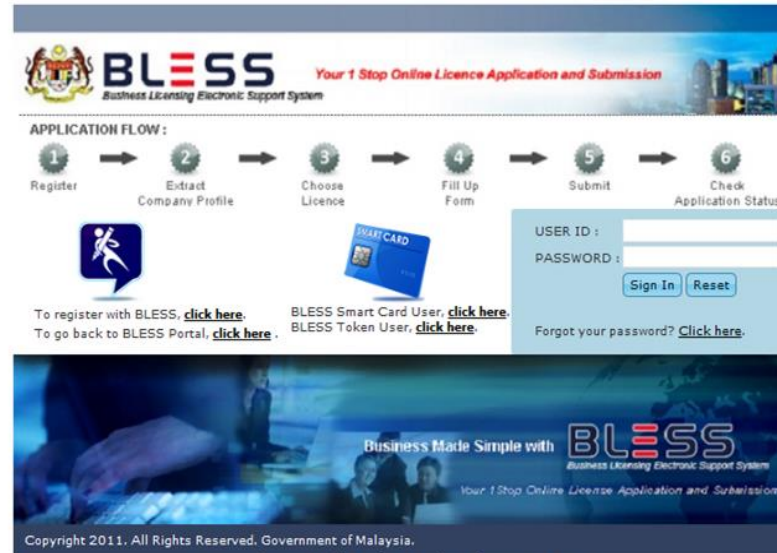 BLESS
Business Licensing Electronic Support System
Your 1 Stop Online Licence Application and Submission
APPLICATION FLOW :
1 2 3 4 5 6
Register
Extract Company Profile
Choose Licence
Fill Up Form
Submit
Check Application Status
SMART CARD
To register with BLESS, click here.
To go back to BLESS Portal, click here .
BLESS Smart Card User, click here.
BLESS Token User, click here.
USER ID :
PASSWORD :
Sign In Reset
Forgot your password? Click here.
Business Made Simple with BLESS
Business Licensing Electronic Support System
Your 1 Stop Online License Application and Submission
Copyright 2011. All Rights Reserved. Government of Malaysia.